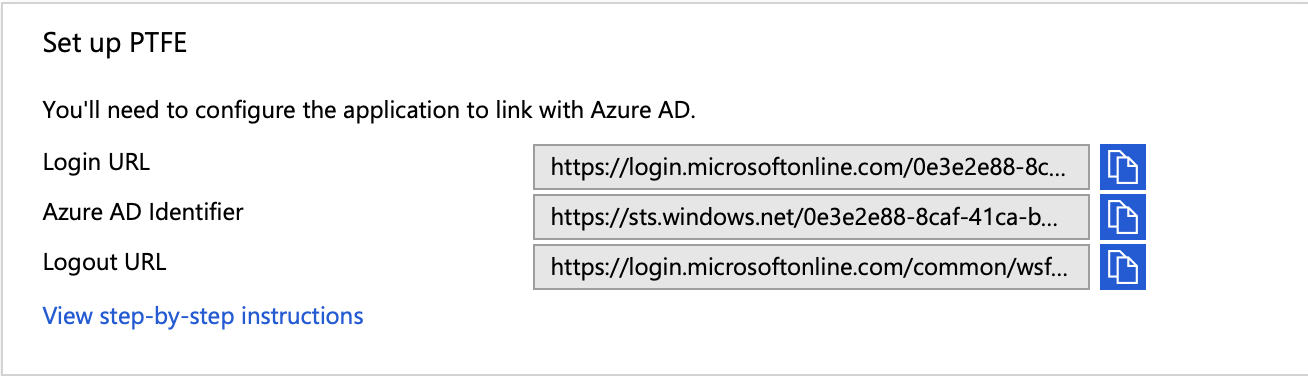 Set up PTFE
You'll need to configure the application to link with Azure AD.
Login URL
https://login.microsoftonline.com/0e3e2e88-8c...
Azure AD Identifier
https://sts.windows.net/0e3e2e88-8caf-41ca-b...
Logout URL
https://login.microsoftonline.com/common/wsf...
View step-by-step instructions